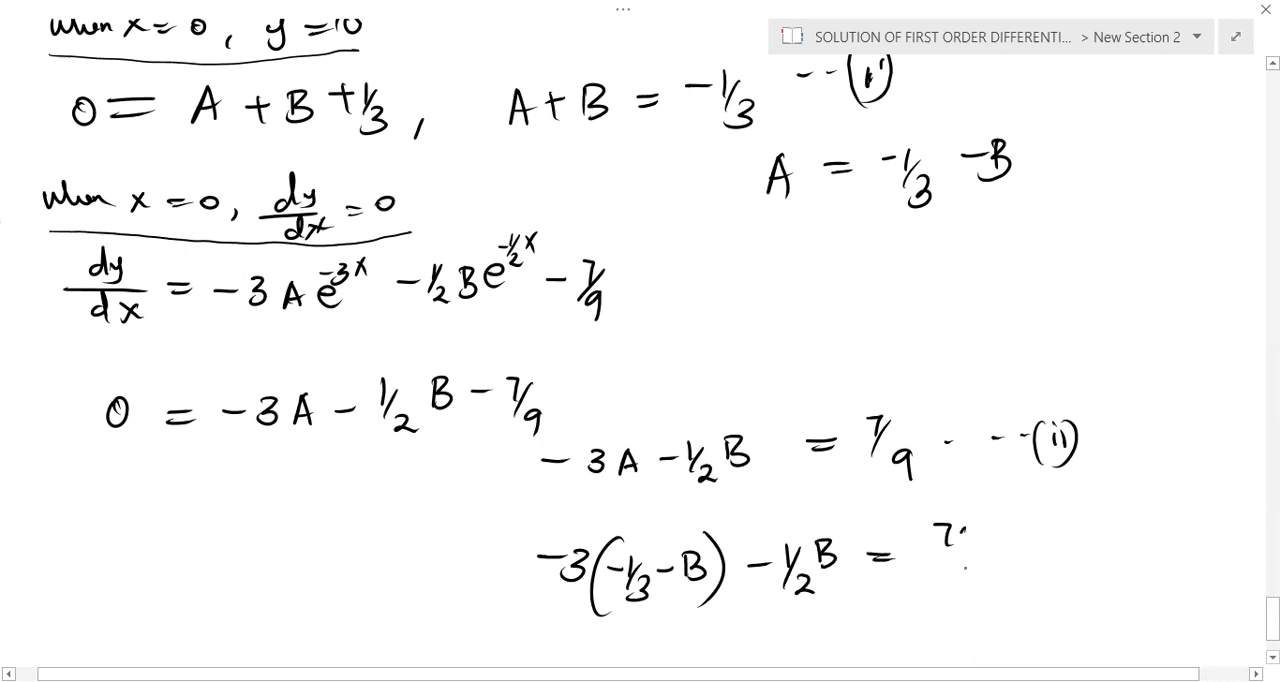 when x = 0, y = 10
SOLUTION OF FIRST ORDER DIFFERENTI... > New Section 2
0 = A + B + 1/3, A + B = -1/3 --(i)
A = -1/3 - B
when x = 0, dy/dx = 0
dy/dx = -3Ae^{-3x} - 1/2 Be^{-1/2 x} - 7/9
0 = -3A - 1/2 B - 7/9
-3A - 1/2 B = 7/9 - --(ii)
-3(-1/3 - B) - 1/2 B = 7